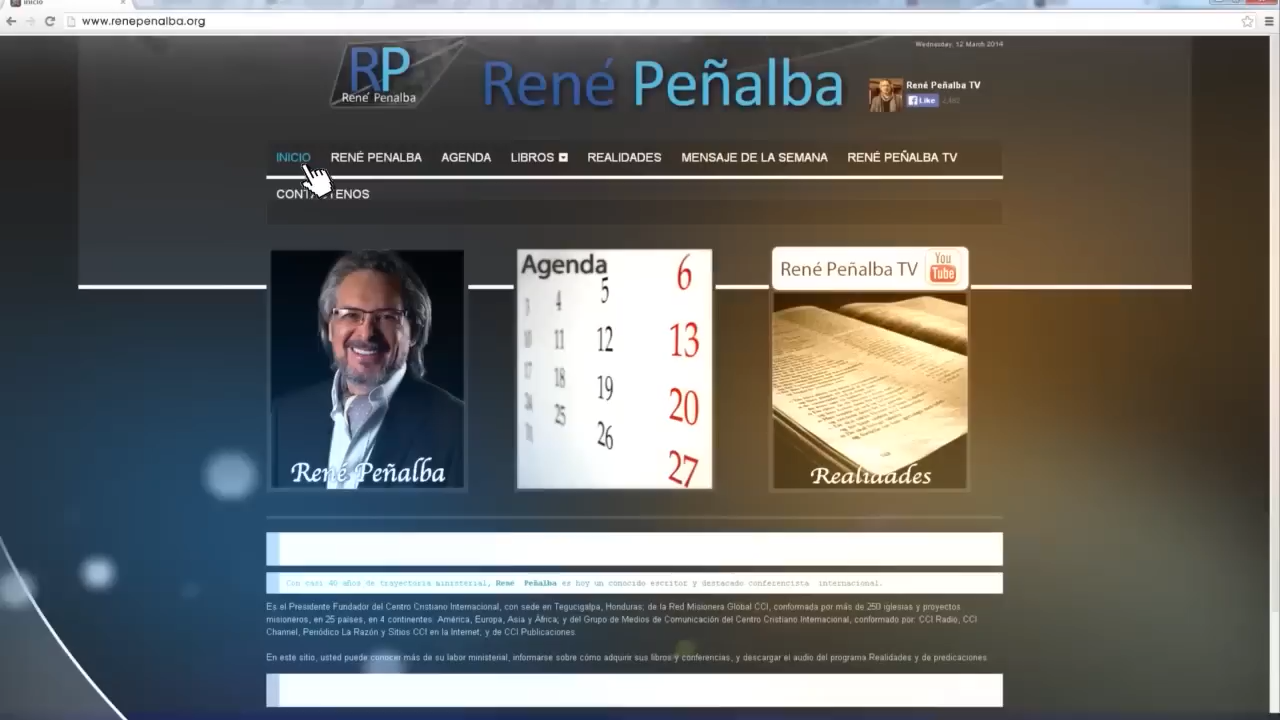 Inicio
www.renepenalba.org
Wednesday, 12 March 2014
RP
René Penalba
René Peñalba
René Peñalba TV
Like
INICIO RENÉ PENALBA AGENDA LIBROS REALIDADES MENSAJE DE LA SEMANA RENÉ PEÑALBA TV
CONT TENOS
René Peñalba
Agenda
5 6
4
11 12 13
18 19 20
25 26 27
René Peñalba TV You Tube
Realidades
Con casi 40 años de trayectoria ministerial, René Peñalba es hoy un conocido escritor y destacado conferencista internacional.
Es el Presidente Fundador del Centro Cristiano Internacional, con sede en Tegucigalpa, Honduras; de la Red Misionera Global CCI, conformada por más de 250 iglesias y proyectos
misioneros, en 25 países, en 4 continentes: América, Europa, Asia y África; y del Grupo de Medios de Comunicación del Centro Cristiano Internacional, conformado por: CCI Radio, CCI
Channel, Periódico La Razón y Sitios CCI en la Internet; y de CCI Publicaciones.
En este sitio, usted puede conocer más de su labor ministerial, informarse sobre cómo adquirir sus libros y conferencias, y descargar el audio del programa Realidades y de predicaciones.